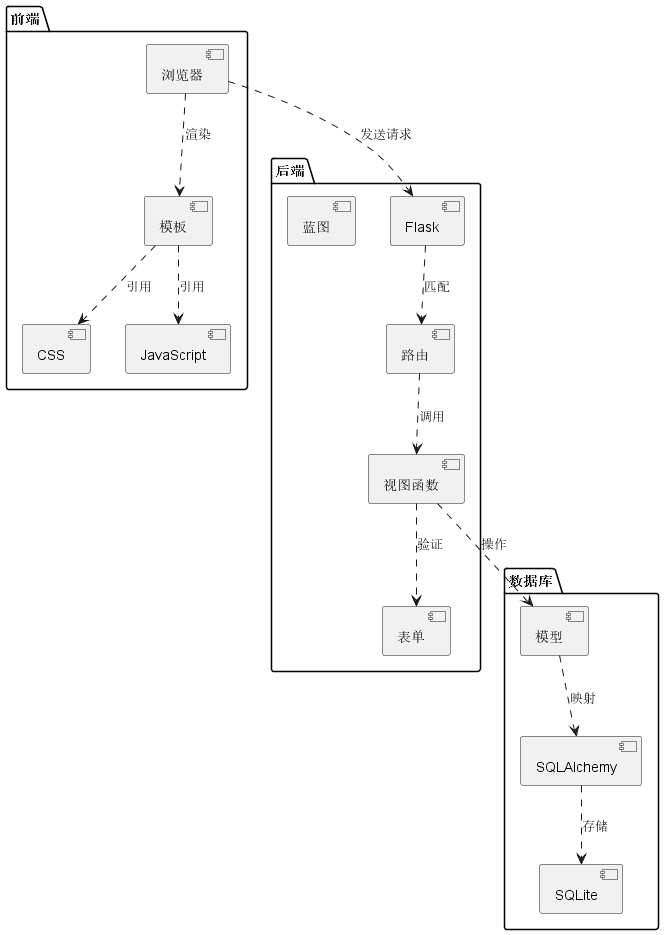 前端
浏览器
渲染
发送请求
模板
引用
引用
CSS
JavaScript
后端
蓝图
Flask
匹配
路由
调用
视图函数
验证
操作
表单
数据库
模型
映射
SQLAlchemy
存储
SQLite